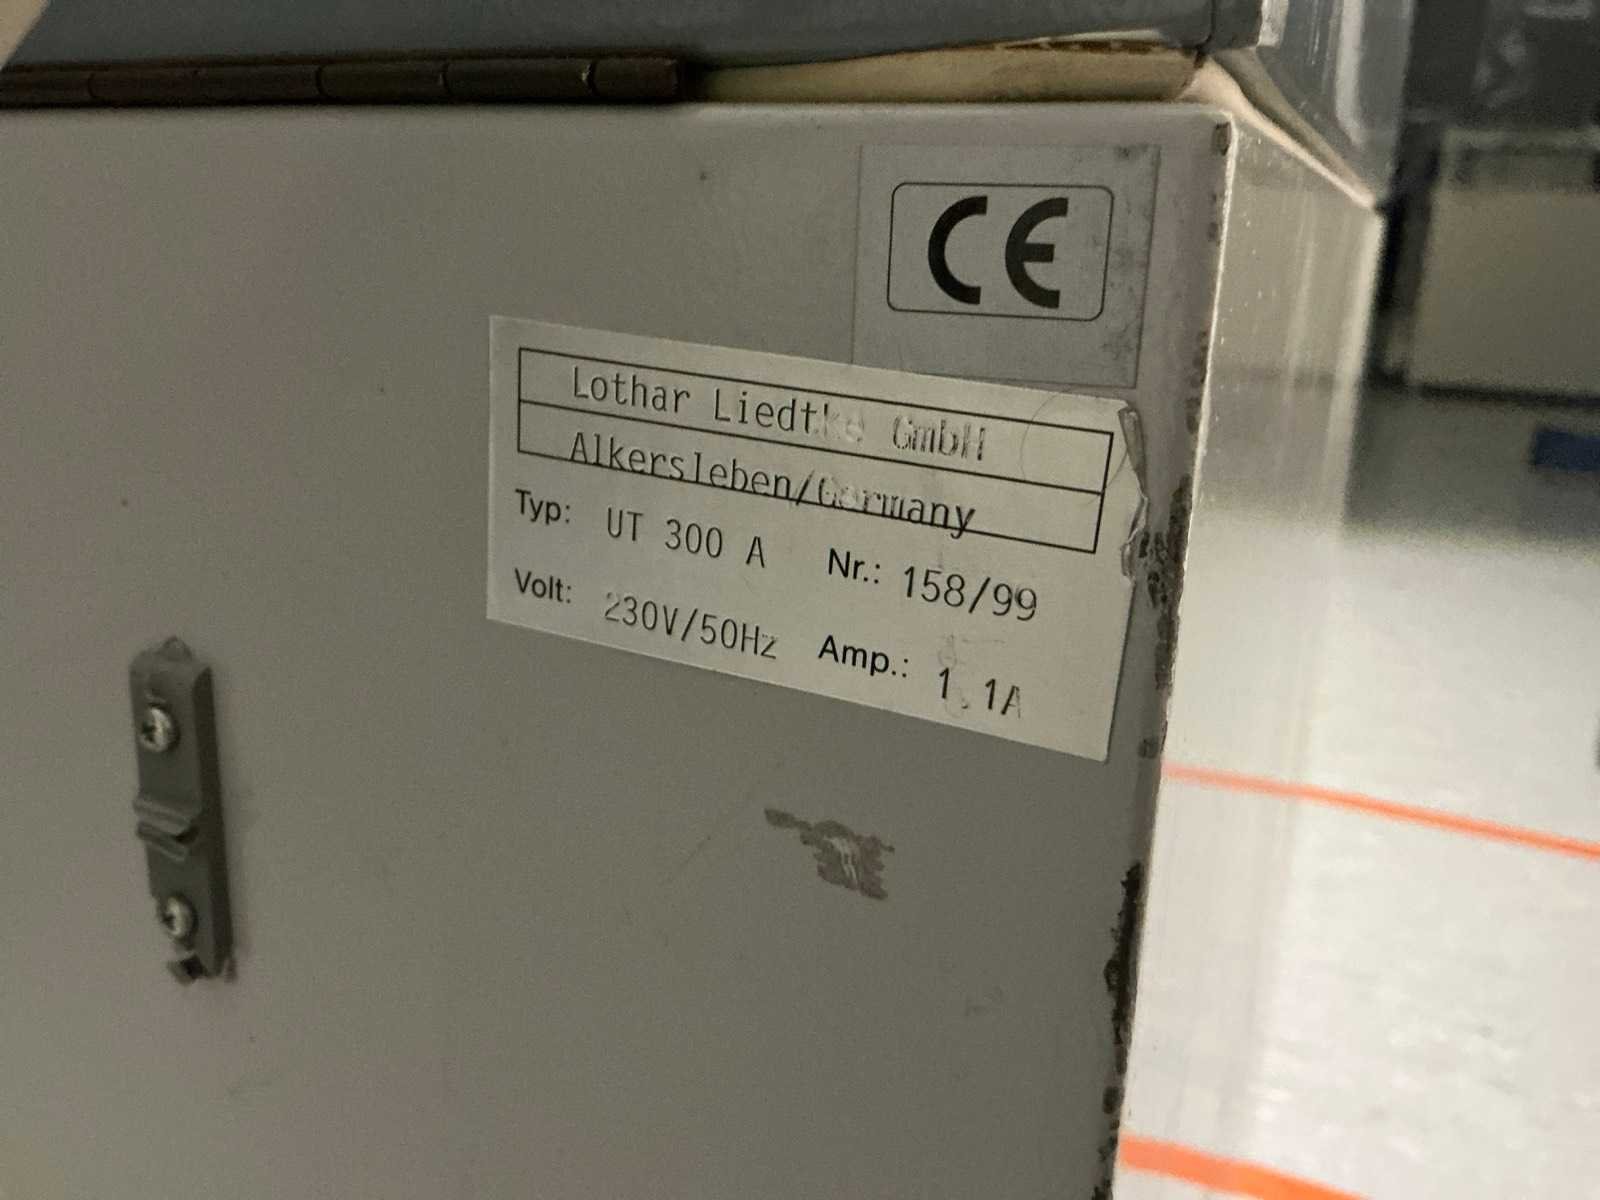 CE
Lothar Liedtke GmbH
Alkersleben/Germany
Typ: UT 300 A Nr.: 158/99
Volt: 230V/50Hz Amp.: 1.1A